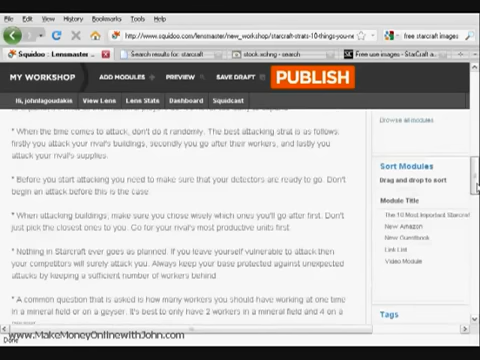 File Edit View History Bookmarks Tools Help
http://www.squidoo.com/lensmaster/new_workshop/starcraft-strats-10-things-you-ne
free starcraft images
Squidoo : Lensmaster
Search results for: starcraft
stock.xchng - search
Free use images - StarCraft
MY WORKSHOP
ADD MODULES
PREVIEW
SAVE DRAFT
PUBLISH
Hi, johndagoudakis
View Lens
Lens Stats
Dashboard
Squidcast
Browse all modules
* When the time comes to attack, don't do it randomly. The best attacking strat is as follows:
firstly you attack your rival's buildings, secondly you go after their workers, and lastly you
attack your rival's supplies.
* Before you start attacking you need to make sure that your detectors are ready to go. Don't
begin an attack before this is the case
* When attacking buildings; make sure you chose wisely which ones you'll go after first. Don't
just pick the closest ones to you. Go for your rival's most productive units first.
* Nothing in Starcraft ever goes as planned. If you leave yourself vulnerable to attack then
your competitors will surely attack you. Always keep your base protected against unexpected
attacks by keeping a sufficient number of workers behind
* A common question that is asked is how many workers you should have working at one time
in a mineral field or on a geyser. It's best to only have 2 workers in a mineral field and 4 on a
Sort Modules
Drag and drop to sort
Module Title
The 10 Most Important Starcraf
New Amazon
New Guestbook
Link List
Video Module
Tags
www.MakeMoneyOnlinewithJohn.com
Done